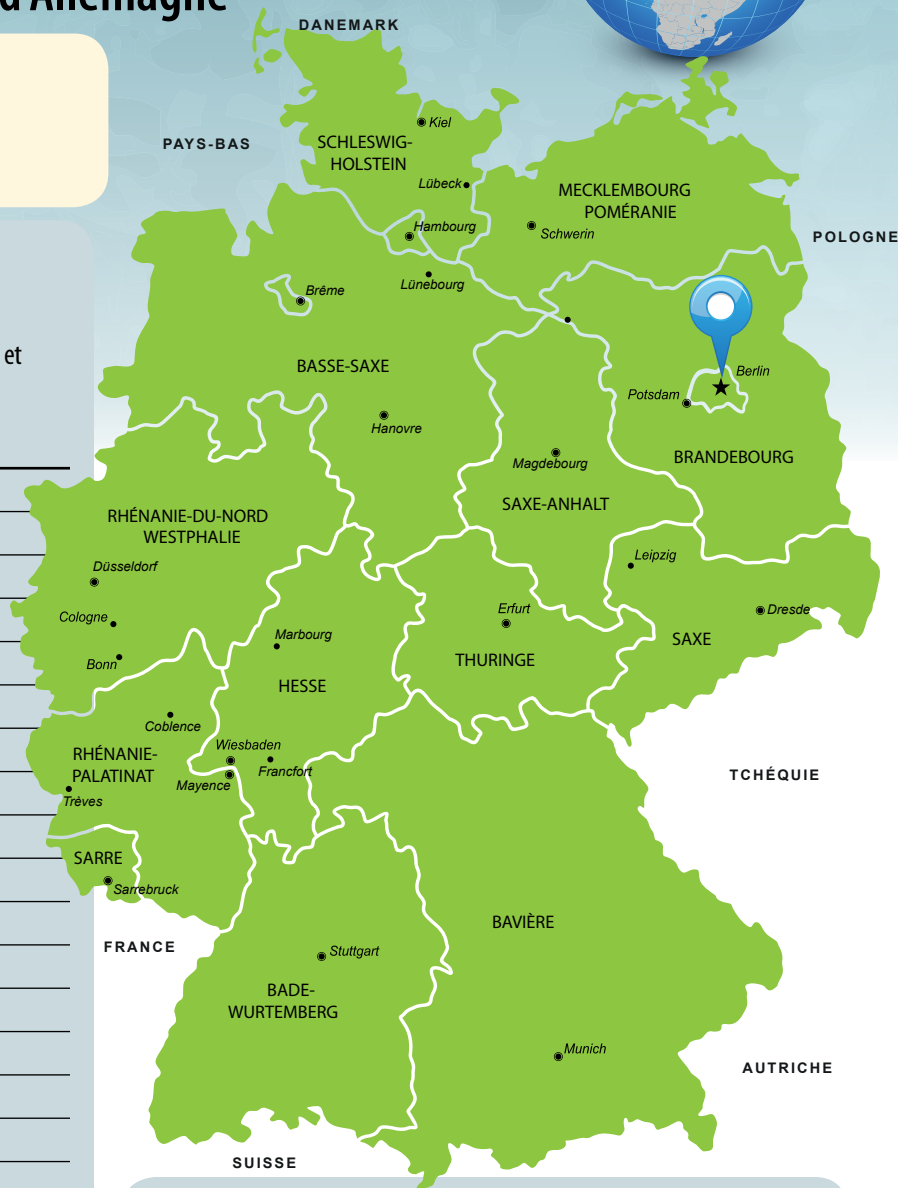 d'Allemagne
DANEMARK
PAYS-BAS
Kiel
SCHLESWIG-
HOLSTEIN
Lübeck
MECKLEMBOURG
POMÉRANIE
Hambourg
Schwerin
POLOGNE
Lünebourg
Brême
et
BASSE-SAXE
Berlin
Potsdam
Hanovre
Magdebourg
BRANDEBOURG
SAXE-ANHALT
RHÉNANIE-DU-NORD
WESTPHALIE
Leipzig
Düsseldorf
Cologne
Erfurt
Dresde
Marbourg
SAXE
Bonn
THURINGE
HESSE
Coblence
Wiesbaden
RHÉNANIE-
PALATINAT
Francfort
Mayence
TCHÉQUIE
Trèves
SARRE
Sarrebruck
BAVIÈRE
FRANCE
Stuttgart
BADE-
WURTEMBERG
Munich
AUTRICHE
SUISSE